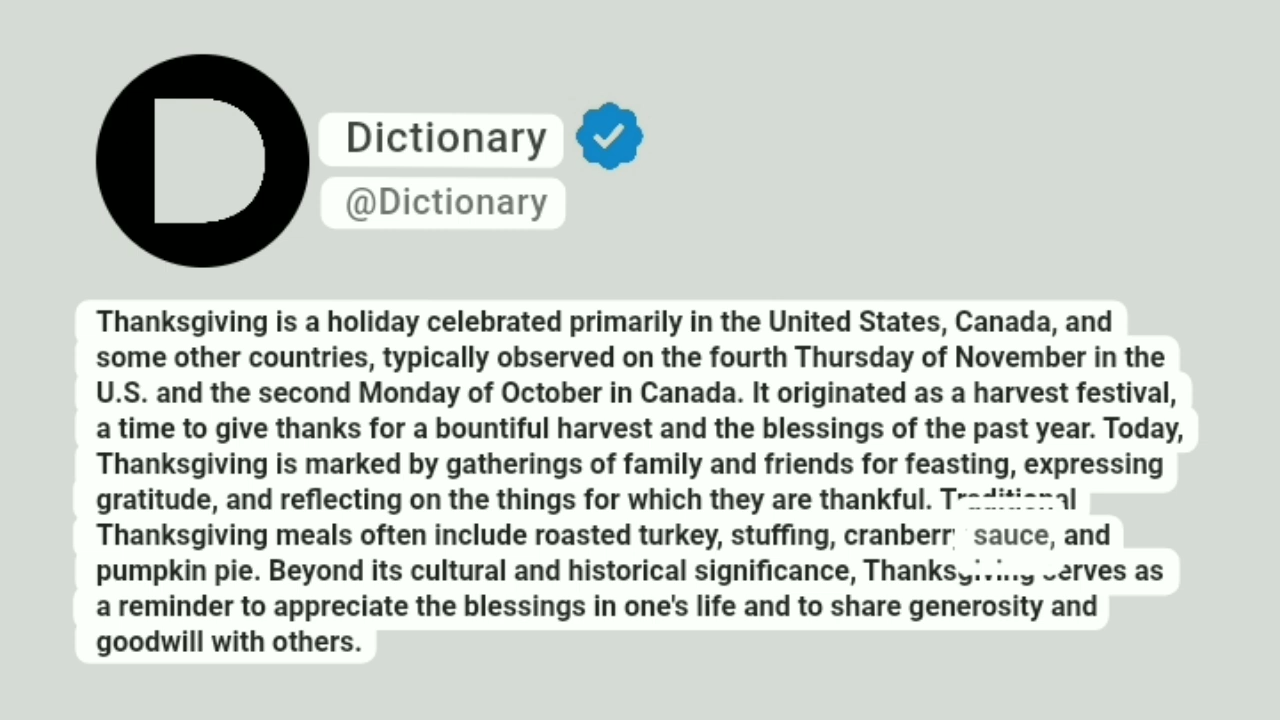 D
Dictionary
@Dictionary
Thanksgiving is a holiday celebrated primarily in the United States, Canada, and
some other countries, typically observed on the fourth Thursday of November in the
U.S. and the second Monday of October in Canada. It originated as a harvest festival,
a time to give thanks for a bountiful harvest and the blessings of the past year. Today,
Thanksgiving is marked by gatherings of family and friends for feasting, expressing
gratitude, and reflecting on the things for which they are thankful. Traditional
Thanksgiving meals often include roasted turkey, stuffing, cranberry sauce, and
pumpkin pie. Beyond its cultural and historical significance, Thanksgiving serves as
a reminder to appreciate the blessings in one's life and to share generosity and
goodwill with others.